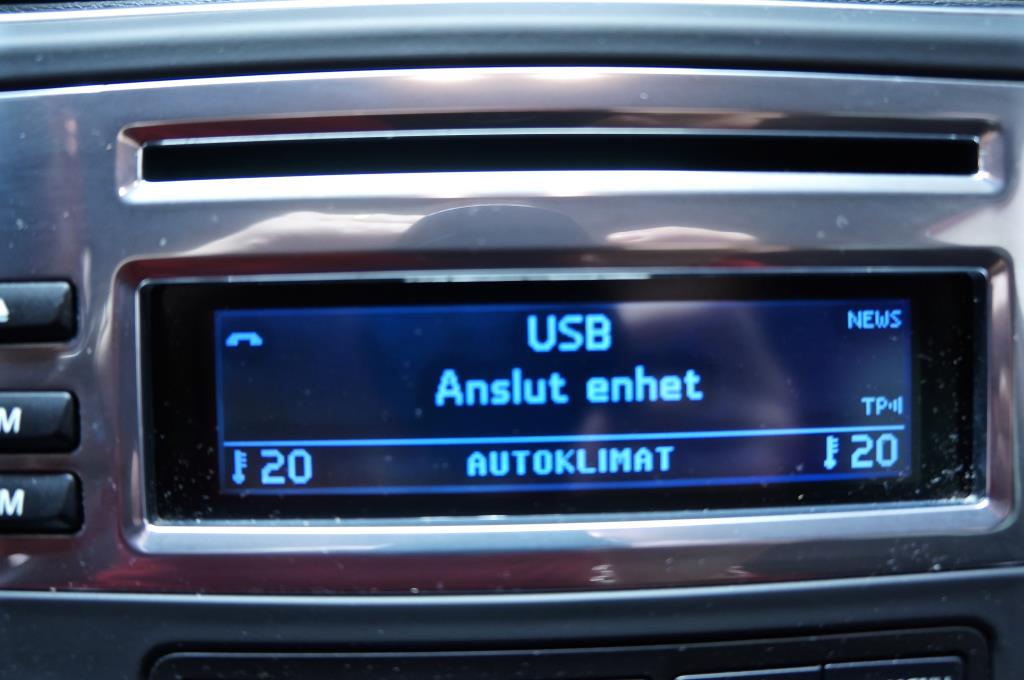 USB
NEWS
Anslut enhet
TP
20 AUTOKLIMAT 20
M
M